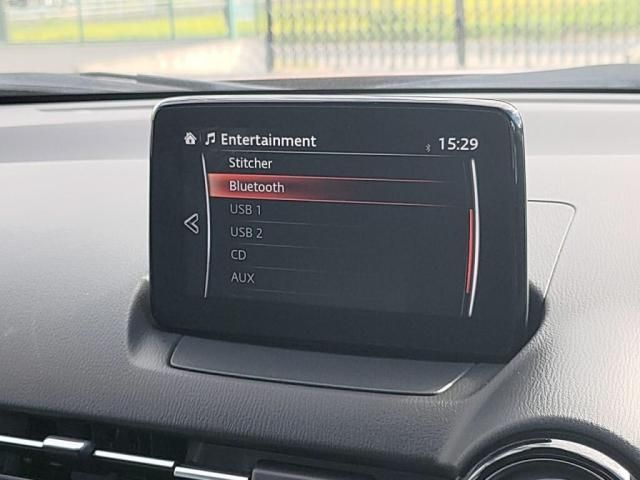 Entertainment 15:29
Stitcher
Bluetooth
USB 1
USB 2
CD
AUX